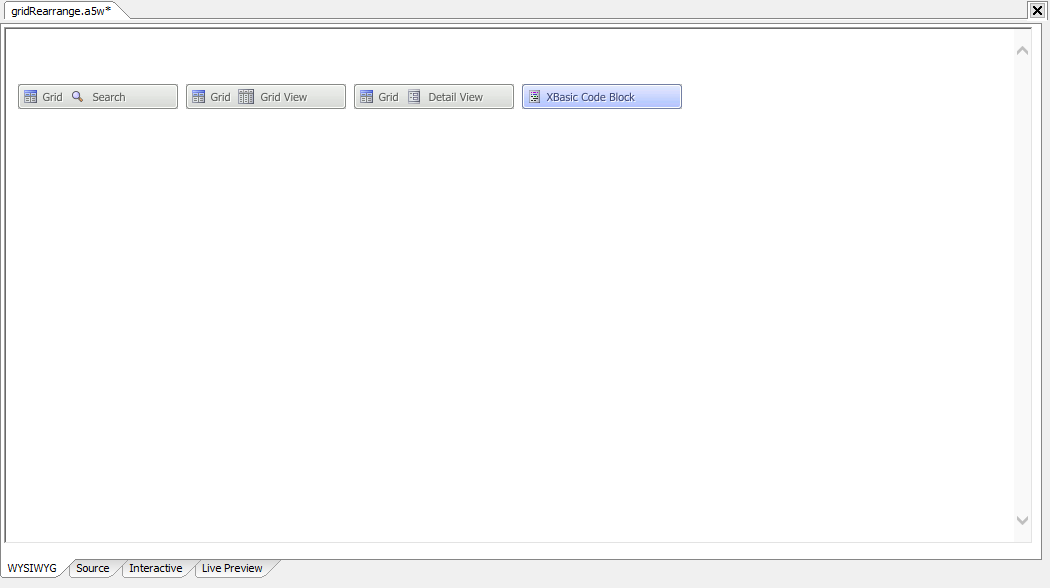 gridRearrange.a5w*
Grid Search Grid Grid View Grid Detail View XBasic Code Block
WYSIWYG Source Interactive Live Preview